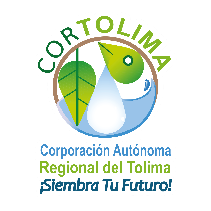 CORTOLIMA
Corporación Autónoma
Regional del Tolima
¡Siembra Tu Futuro!